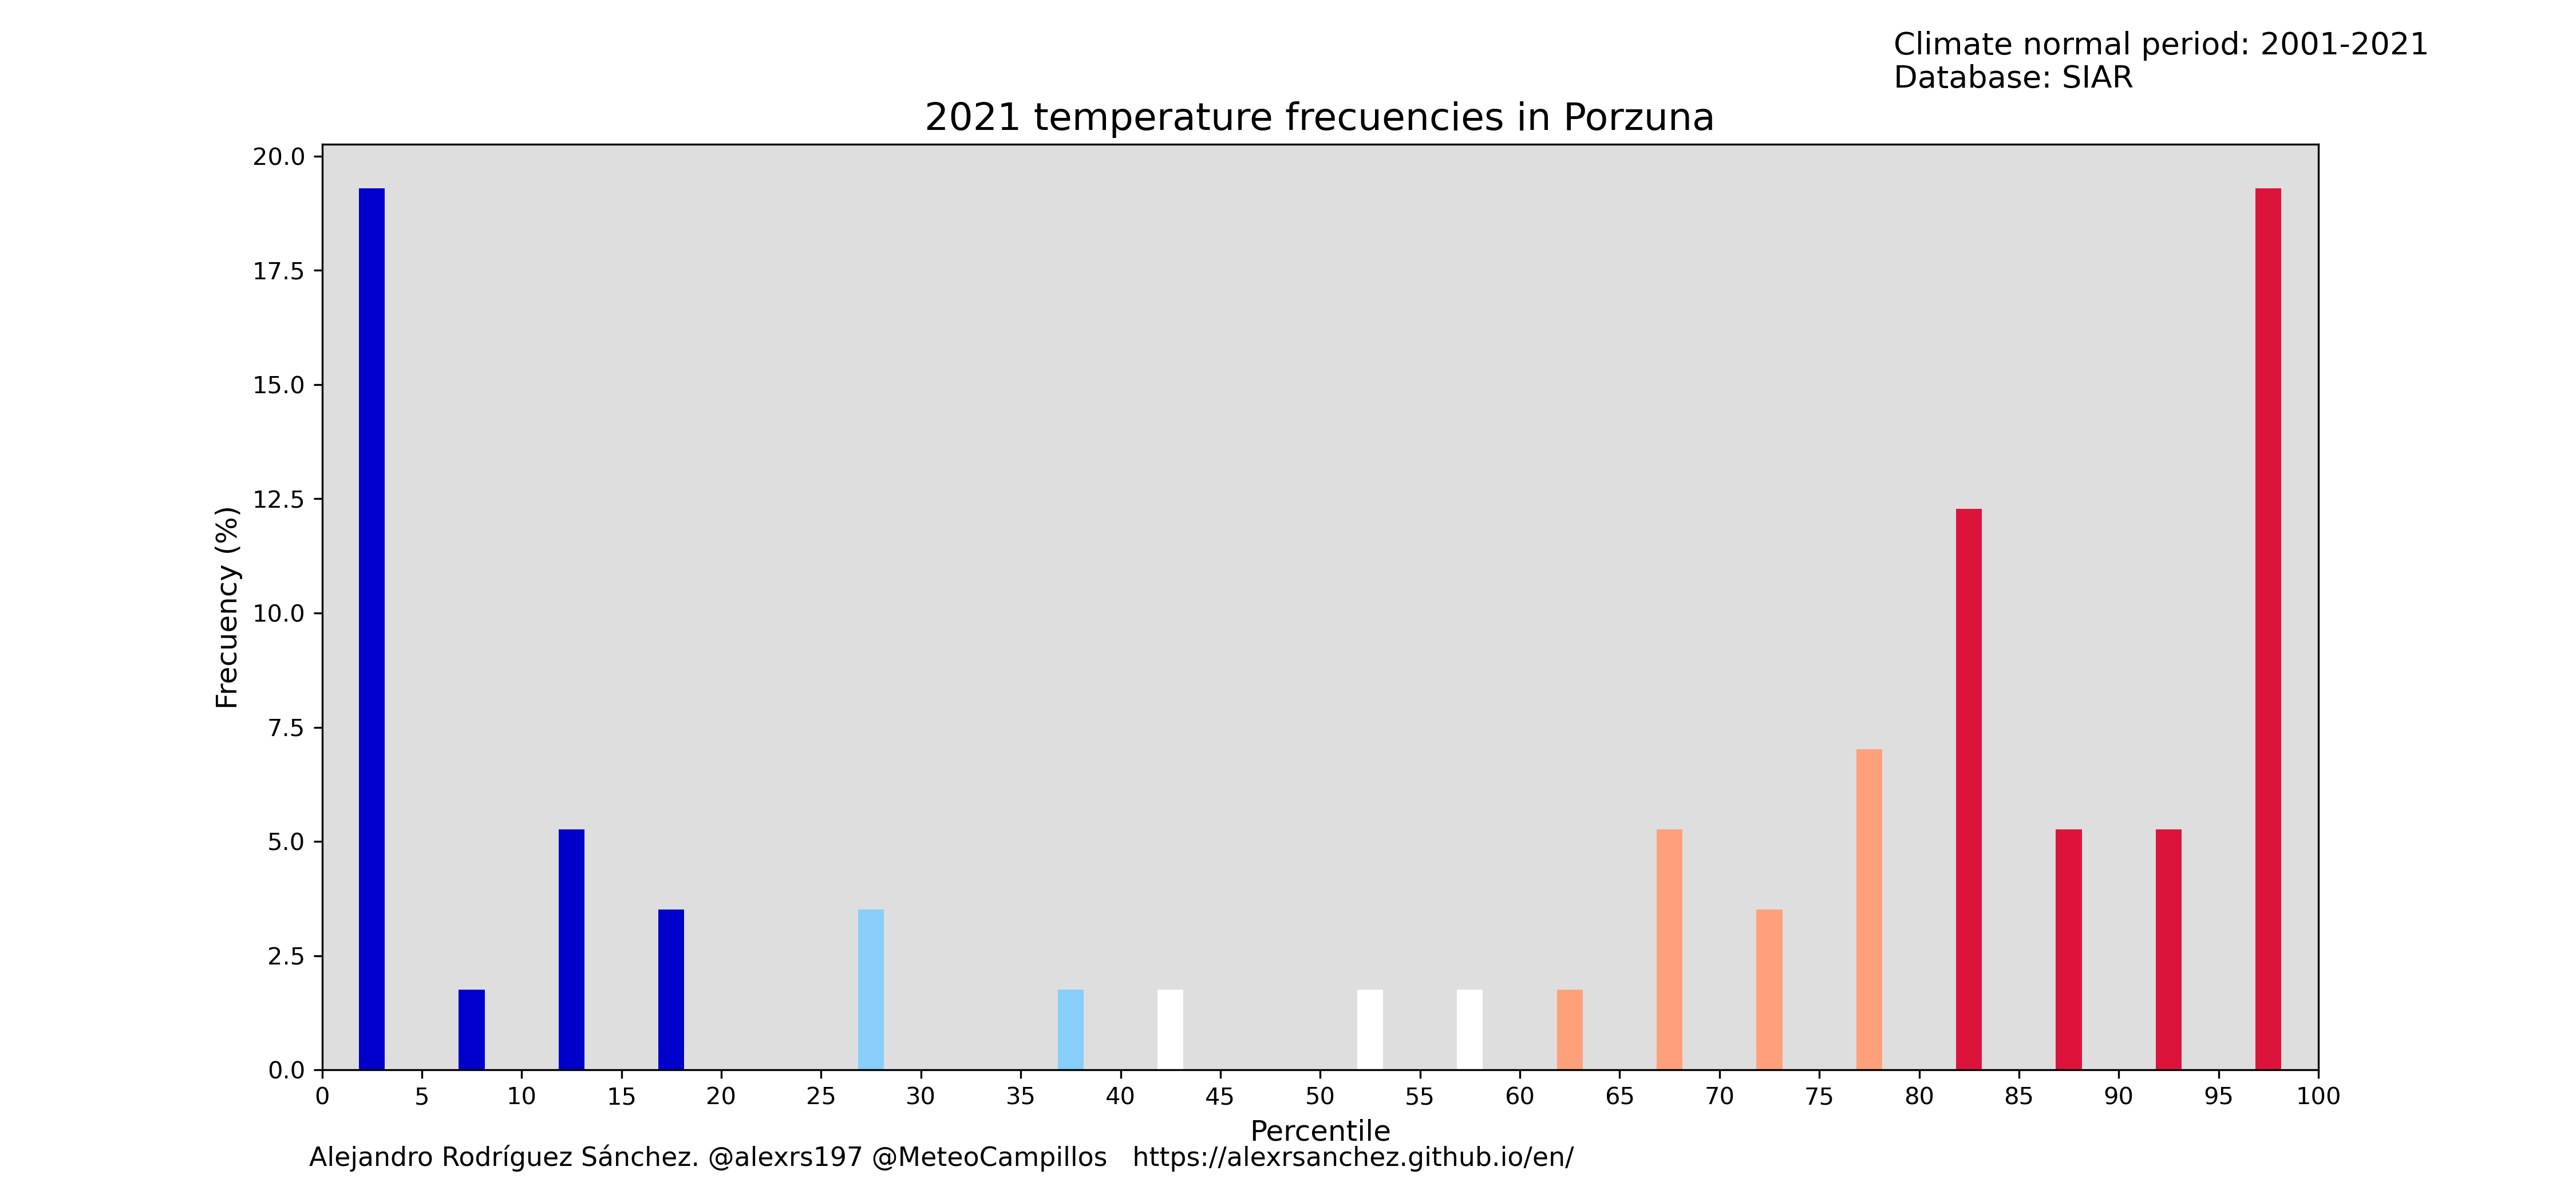 Climate normal period: 2001-2021
Database: SIAR
2021 temperature frecuencies in Porzuna
20.0
17.5
15.0
12.5
10.0
7.5
5.0
2.5
0.0
Frecuency (%)
0 5 10 15 20 25 30 35 40 45 50 55 60 65 70 75 80 85 90 95 100
Percentile
Alejandro Rodríguez Sánchez. @alexrs197 @MeteoCampillos https://alexrsanchez.github.io/en/